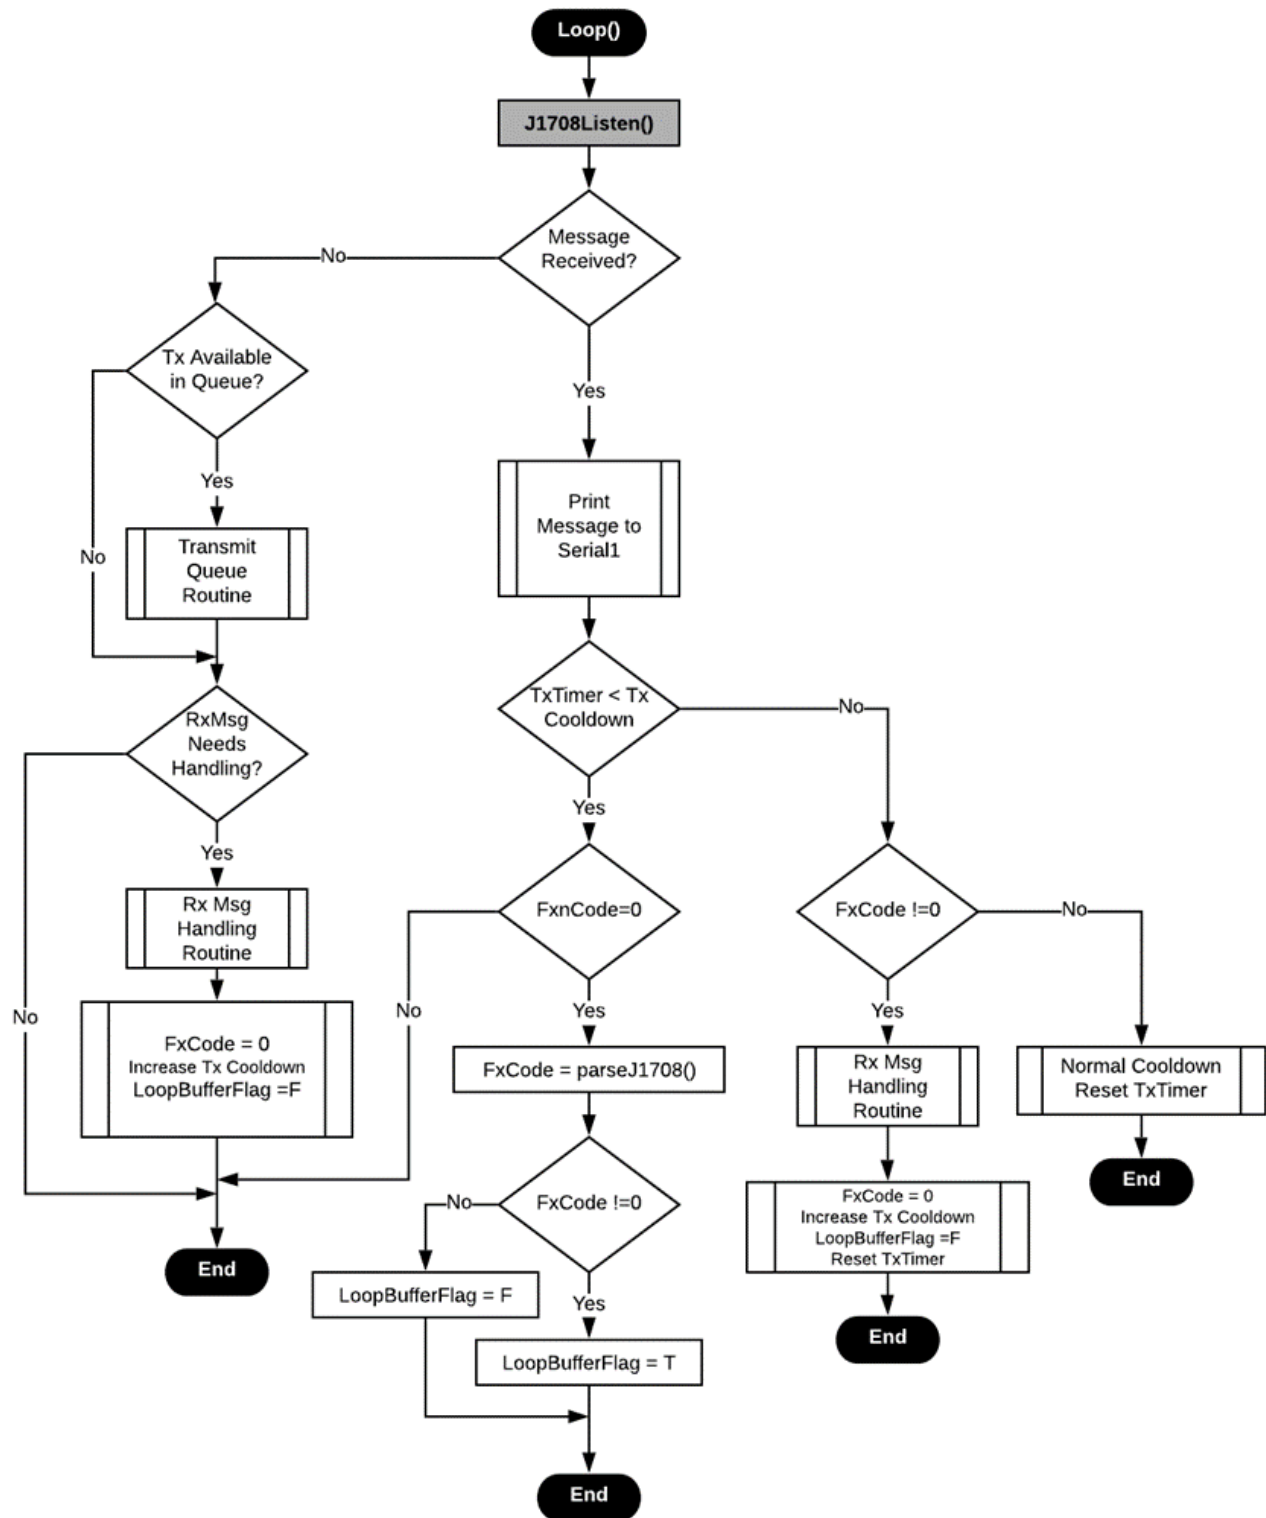 Loop()
J1708Listen()
Message
Received?
No
Yes
Tx Available
in Queue?
Yes
No
Transmit
Queue
Routine
Print
Message to
Serial1
RxMsg
Needs
Handling?
Yes
No
Rx Msg
Handling
Routine
FxCode = 0
Increase Tx Cooldown
LoopBufferFlag =F
End
TxTimer < Tx
Cooldown
No
Yes
FxnCode=0
No
Yes
FxCode = parseJ1708()
FxCode !=0
No
Yes
LoopBufferFlag = F
LoopBufferFlag = T
End
FxCode !=0
No
Yes
Rx Msg
Handling
Routine
FxCode = 0
Increase Tx Cooldown
LoopBufferFlag =F
Reset TxTimer
End
Normal Cooldown
Reset TxTimer
End